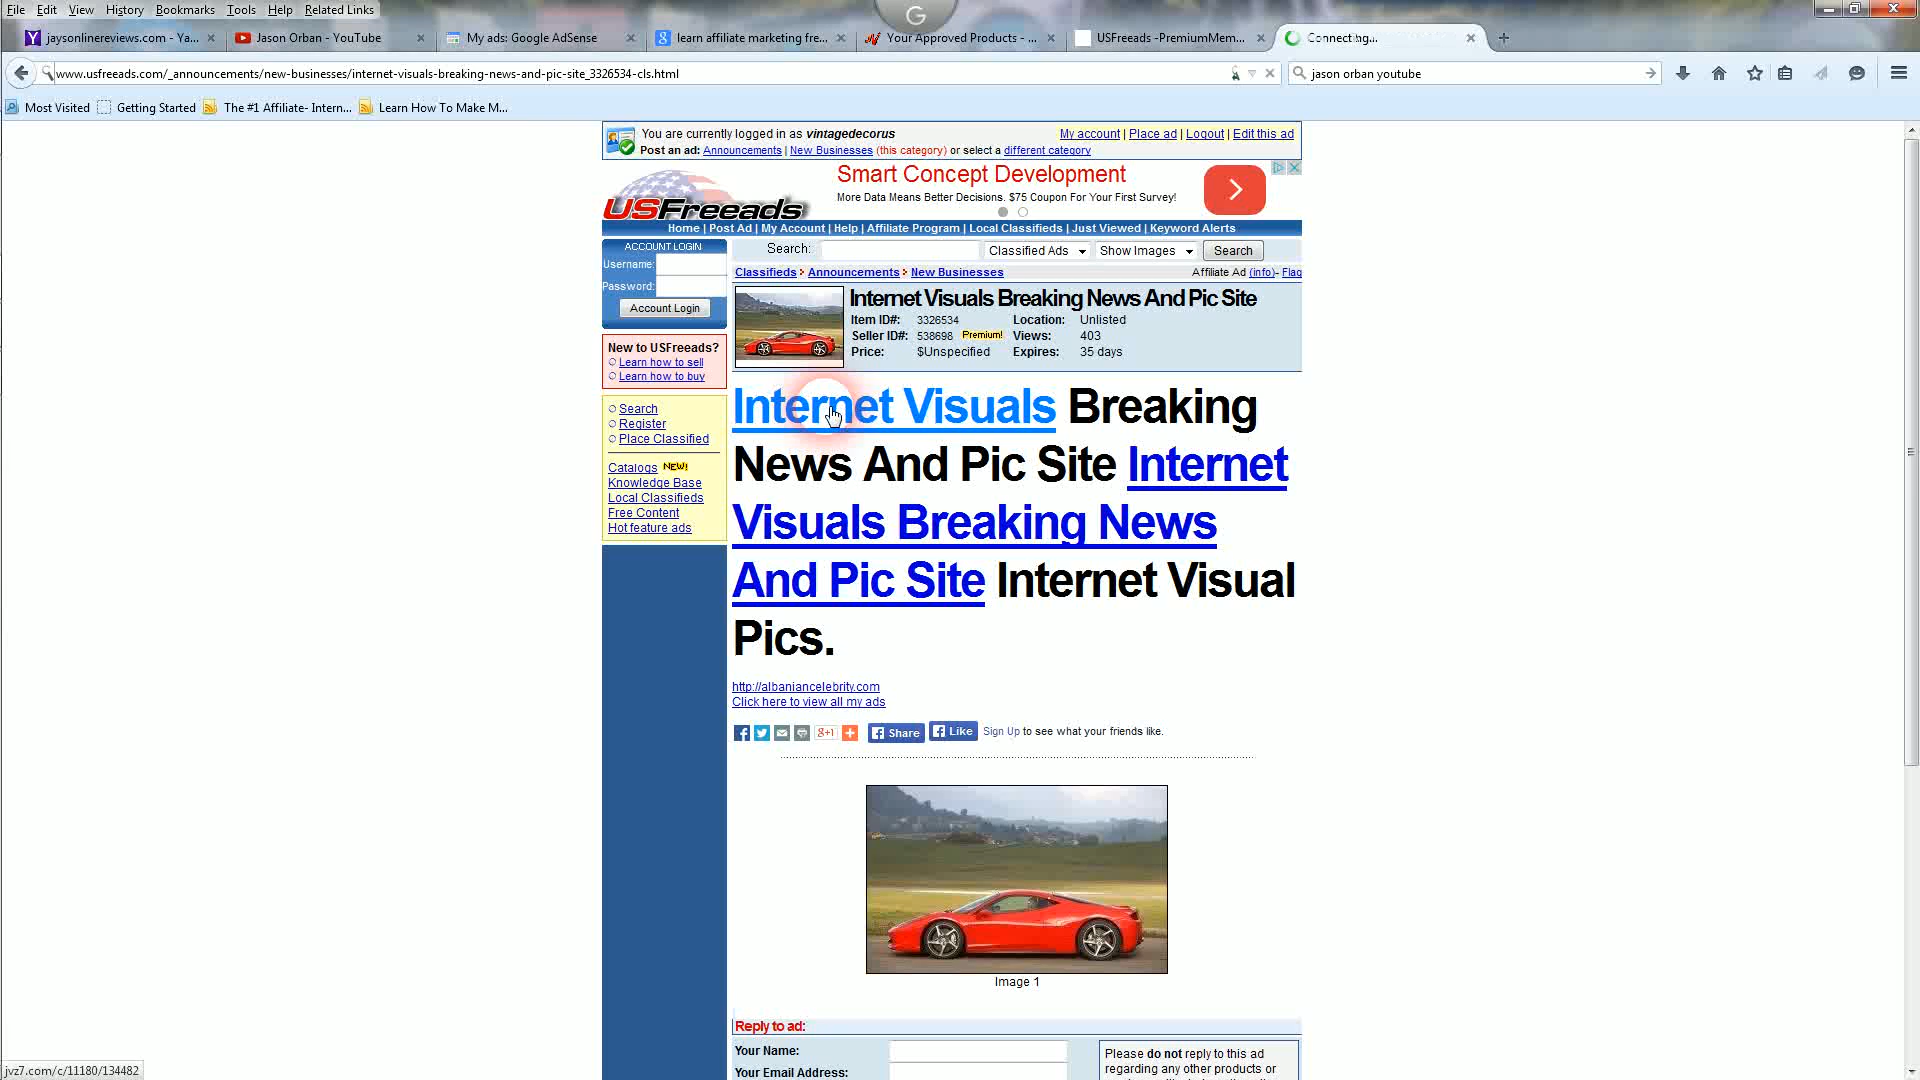 File Edit View History Bookmarks Tools Help Related Links
G
jaysonlinereviews.com - Ya... Jason Orban - YouTube My ads: Google AdSense learn affiliate marketing fre... Your Approved Products - ... USFreeads -PremiumMem... Connecting...
www.usfreeads.com/_announcements/new-businesses/internet-visuals-breaking-news-and-pic-site_3326534-cls.html jason orban youtube
Most Visited Getting Started The #1 Affiliate- Intern... Learn How To Make M...
You are currently logged in as vintagedecorus My account | Place ad | Logout | Edit this ad
Post an ad: Announcements | New Businesses (this category) or select a different category
Smart Concept Development
More Data Means Better Decisions. $75 Coupon For Your First Survey!
USFreeads
Home | Post Ad | My Account | Help | Affiliate Program | Local Classifieds | Just Viewed | Keyword Alerts
ACCOUNT LOGIN
Username:
Password:
Account Login
Search: Classified Ads Show Images Search
Classifieds Announcements New Businesses Affiliate Ad (info)- Flag
Internet Visuals Breaking News And Pic Site
Item ID#: 3326534 Location: Unlisted
Seller ID#: 538698 Premium! Views: 403
Price: $Unspecified Expires: 35 days
New to USFreeads?
Learn how to sell
Learn how to buy
Search
Register
Place Classified
Catalogs NEW!
Knowledge Base
Local Classifieds
Free Content
Hot feature ads
Internet Visuals Breaking
News And Pic Site Internet
Visuals Breaking News
And Pic Site Internet Visual
Pics.
http://albaniancelebrity.com
Click here to view all my ads
g+1 Share Like Sign Up to see what your friends like.
Image 1
Reply to ad:
Your Name:
Your Email Address:
Please do not reply to this ad
regarding any other products or
jvz7.com/c/11180/134482